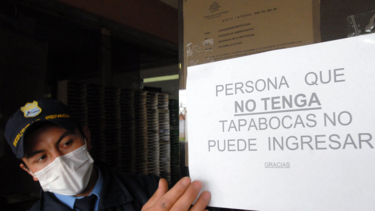 PERSONA QUE
NO TENGA
TAPABOCAS NO
PUEDE INGRESAR
GRACIAS